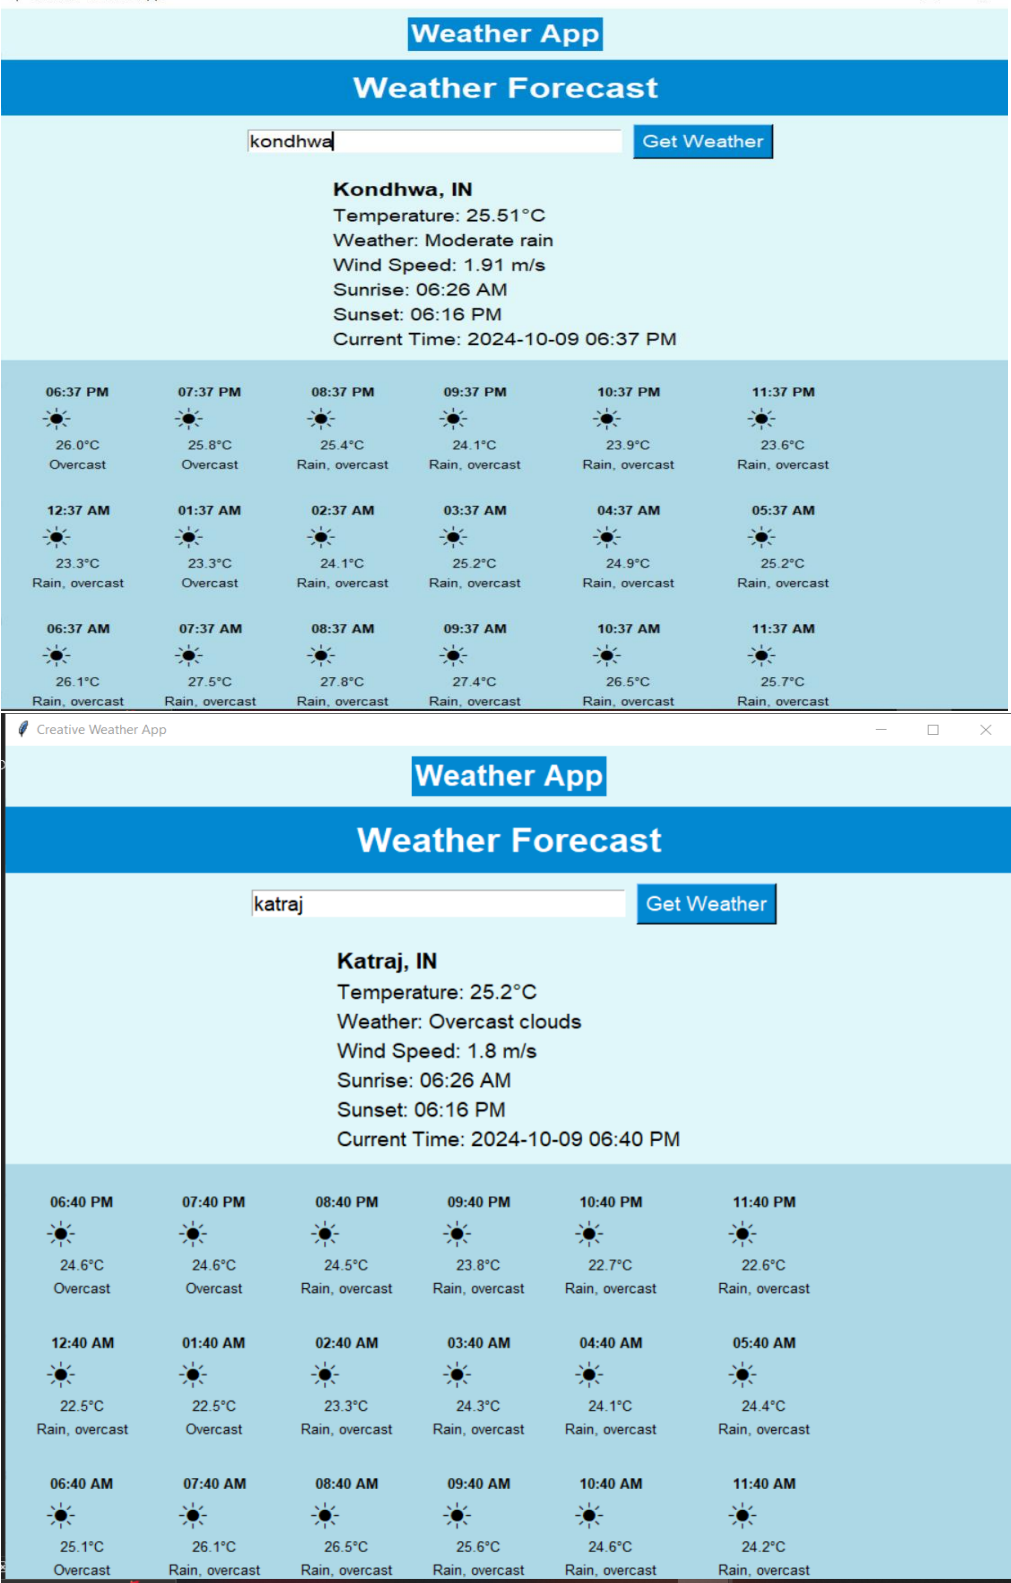 Weather App
Weather Forecast
kondhwa Get Weather
Kondhwa, IN
Temperature: 25.51°C
Weather: Moderate rain
Wind Speed: 1.91 m/s
Sunrise: 06:26 AM
Sunset: 06:16 PM
Current Time: 2024-10-09 06:37 PM
06:37 PM 07:37 PM 08:37 PM 09:37 PM 10:37 PM 11:37 PM
26.0°C 25.8°C 25.4°C 24.1°C 23.9°C 23.6°C
Overcast Overcast Rain, overcast Rain, overcast Rain, overcast Rain, overcast
12:37 AM 01:37 AM 02:37 AM 03:37 AM 04:37 AM 05:37 AM
23.3°C 23.3°C 24.1°C 25.2°C 24.9°C 25.2°C
Rain, overcast Overcast Rain, overcast Rain, overcast Rain, overcast Rain, overcast
06:37 AM 07:37 AM 08:37 AM 09:37 AM 10:37 AM 11:37 AM
26.1°C 27.5°C 27.8°C 27.4°C 26.5°C 25.7°C
Rain, overcast Rain, overcast Rain, overcast Rain, overcast Rain, overcast Rain, overcast
Creative Weather App
Weather App
Weather Forecast
katraj Get Weather
Katraj, IN
Temperature: 25.2°C
Weather: Overcast clouds
Wind Speed: 1.8 m/s
Sunrise: 06:26 AM
Sunset: 06:16 PM
Current Time: 2024-10-09 06:40 PM
06:40 PM 07:40 PM 08:40 PM 09:40 PM 10:40 PM 11:40 PM
24.6°C 24.6°C 24.5°C 23.8°C 22.7°C 22.6°C
Overcast Overcast Rain, overcast Rain, overcast Rain, overcast Rain, overcast
12:40 AM 01:40 AM 02:40 AM 03:40 AM 04:40 AM 05:40 AM
22.5°C 22.5°C 23.3°C 24.3°C 24.1°C 24.4°C
Rain, overcast Overcast Rain, overcast Rain, overcast Rain, overcast Rain, overcast
06:40 AM 07:40 AM 08:40 AM 09:40 AM 10:40 AM 11:40 AM
25.1°C 26.1°C 26.5°C 25.6°C 24.6°C 24.2°C
Overcast Rain, overcast Rain, overcast Rain, overcast Rain, overcast Rain, overcast